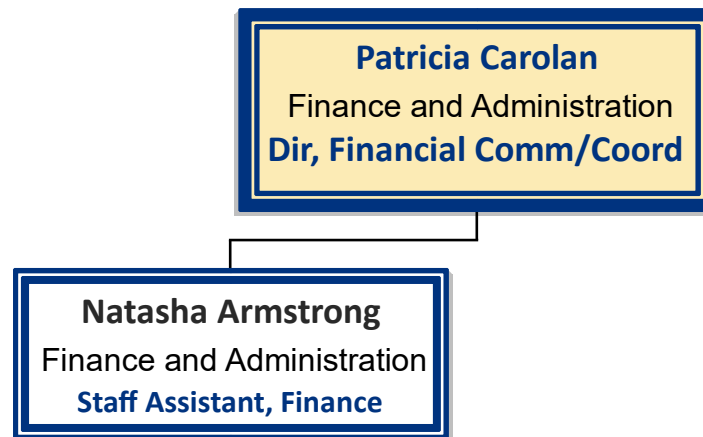 Patricia Carolan
Finance and Administration
Dir, Financial Comm/Coord
Natasha Armstrong
Finance and Administration
Staff Assistant, Finance